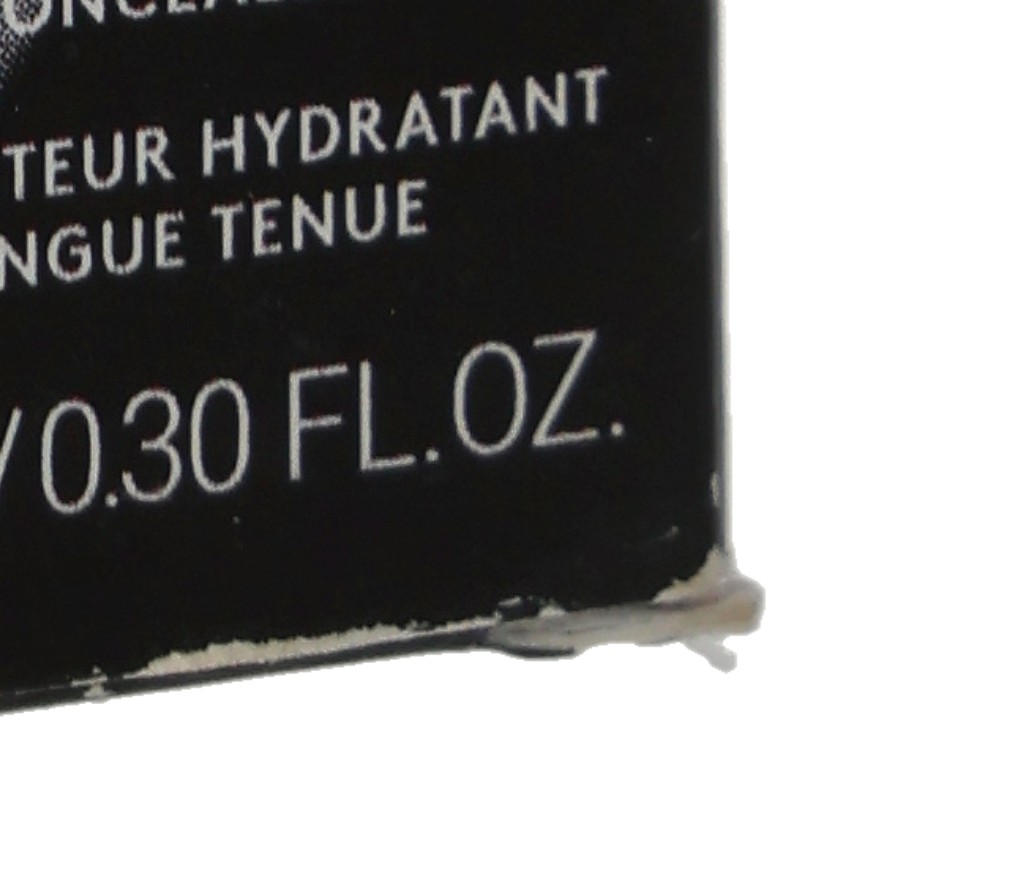 TEUR HYDRATANT
NGUE TENUE
/0.30 FL.OZ.